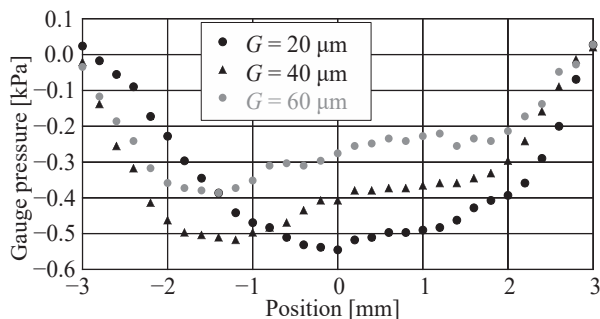 0.1
0.0
−0.1
−0.2
−0.3
−0.4
−0.5
−0.6
Gauge pressure [kPa]
G = 20 μm
G = 40 μm
G = 60 μm
−3 −2 −1 0 1 2 3
Position [mm]